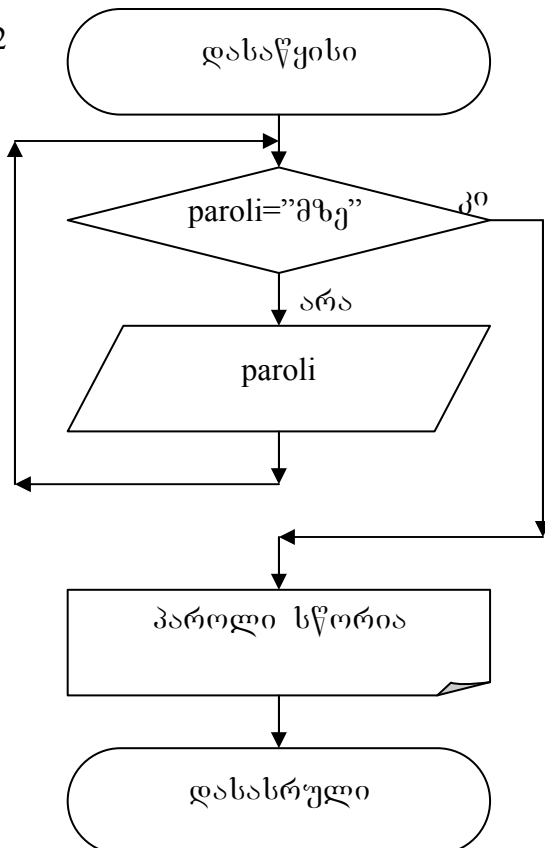 2
დასაწყისი
paroli=”მზე”
კი
არა
paroli
პაროლი სწორია
დასასრული